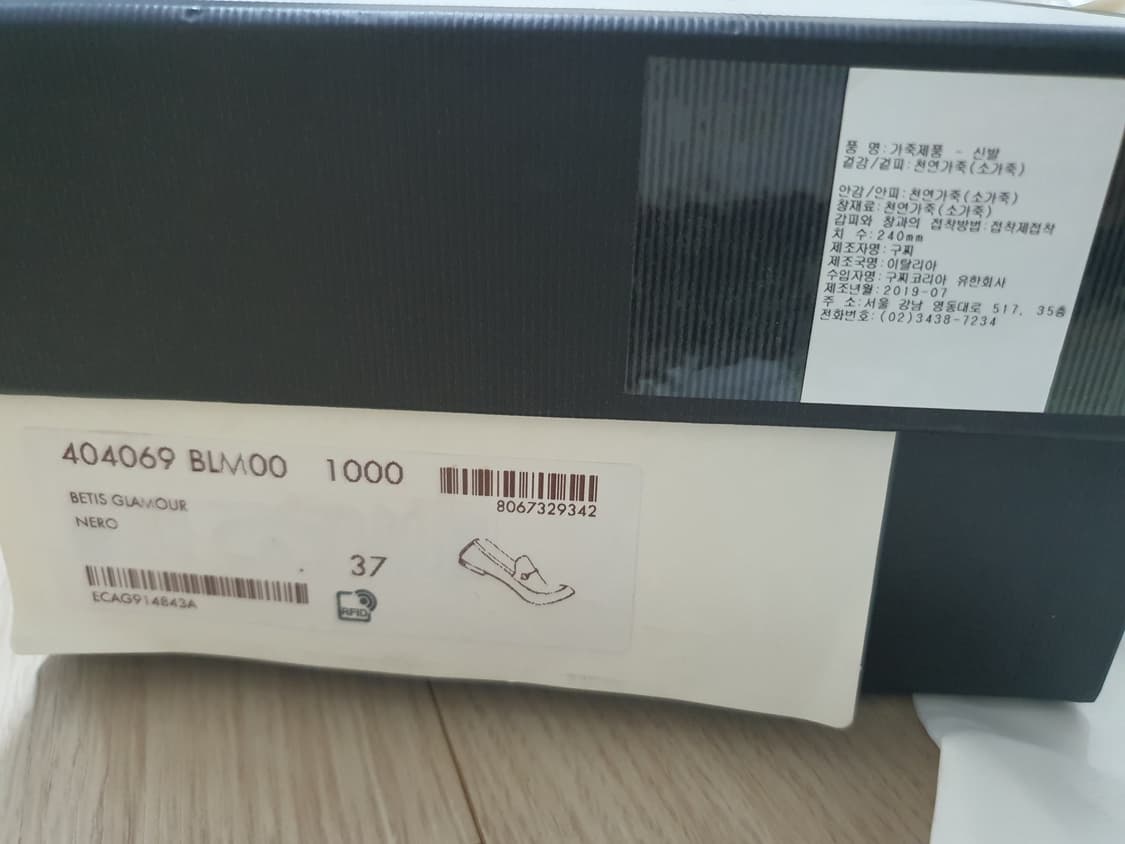 품 명:가죽제품 - 신발
겉감/겉피:천연가죽(소가죽)
안감/안피:천연가죽(소가죽)
창재료:천연가죽(소가죽)
갑피와 창과의 접착방법:접착제접착
치 수:240mm
제조자명:구찌
제조국명:이탈리아
수입자명:구찌코리아 유한회사
제조년월:2019-07
주 소:서울 강남 영동대로 517, 35층
전화번호:(02)3438-7234
404069 BLM00 1000
8067329342
BETIS GLAMOUR
NERO
37
ECAG914843A
RFID